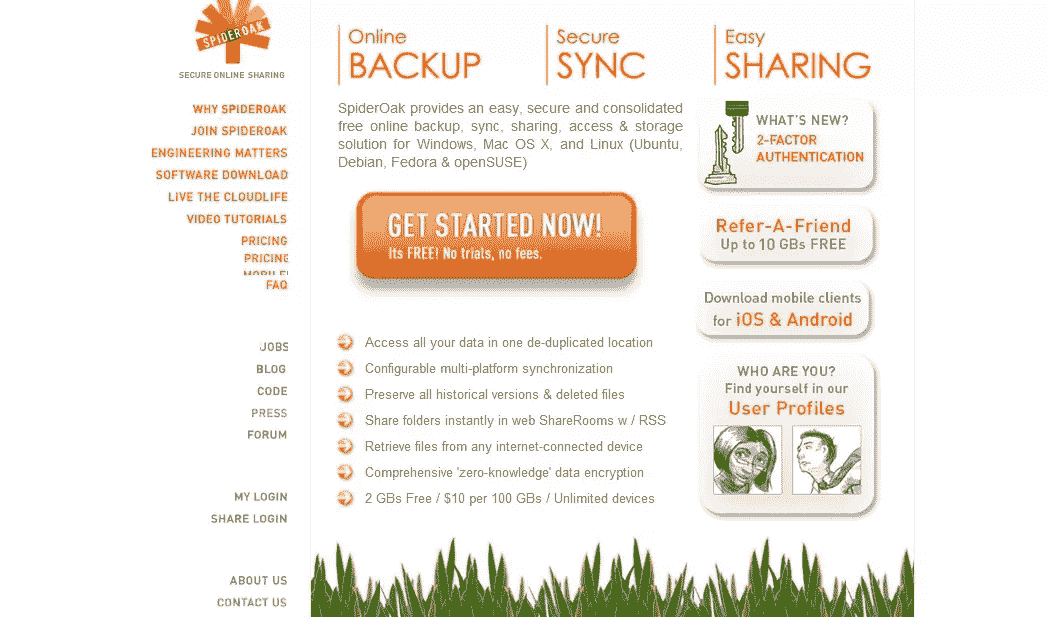 SPIDEROAK
SECURE ONLINE SHARING
WHY SPIDEROAK
JOIN SPIDEROAK
ENGINEERING MATTERS
SOFTWARE DOWNLOAD
LIVE THE CLOUDLIFE
VIDEO TUTORIALS
PRICING
PRICING
FAQ
JOBS
BLOG
CODE
PRESS
FORUM
MY LOGIN
SHARE LOGIN
ABOUT US
CONTACT US
Online
BACKUP
Secure
SYNC
Easy
SHARING
SpiderOak provides an easy, secure and consolidated
free online backup, sync, sharing, access & storage
solution for Windows, Mac OS X, and Linux (Ubuntu,
Debian, Fedora & openSUSE)
GET STARTED NOW!
Its FREE! No trials, no fees.
Access all your data in one de-duplicated location
Configurable multi-platform synchronization
Preserve all historical versions & deleted files
Share folders instantly in web ShareRooms w / RSS
Retrieve files from any internet-connected device
Comprehensive 'zero-knowledge' data encryption
2 GBs Free / $10 per 100 GBs / Unlimited devices
WHAT'S NEW?
2-FACTOR
AUTHENTICATION
Refer-A-Friend
Up to 10 GBs FREE
Download mobile clients
for iOS & Android
WHO ARE YOU?
Find yourself in our
User Profiles